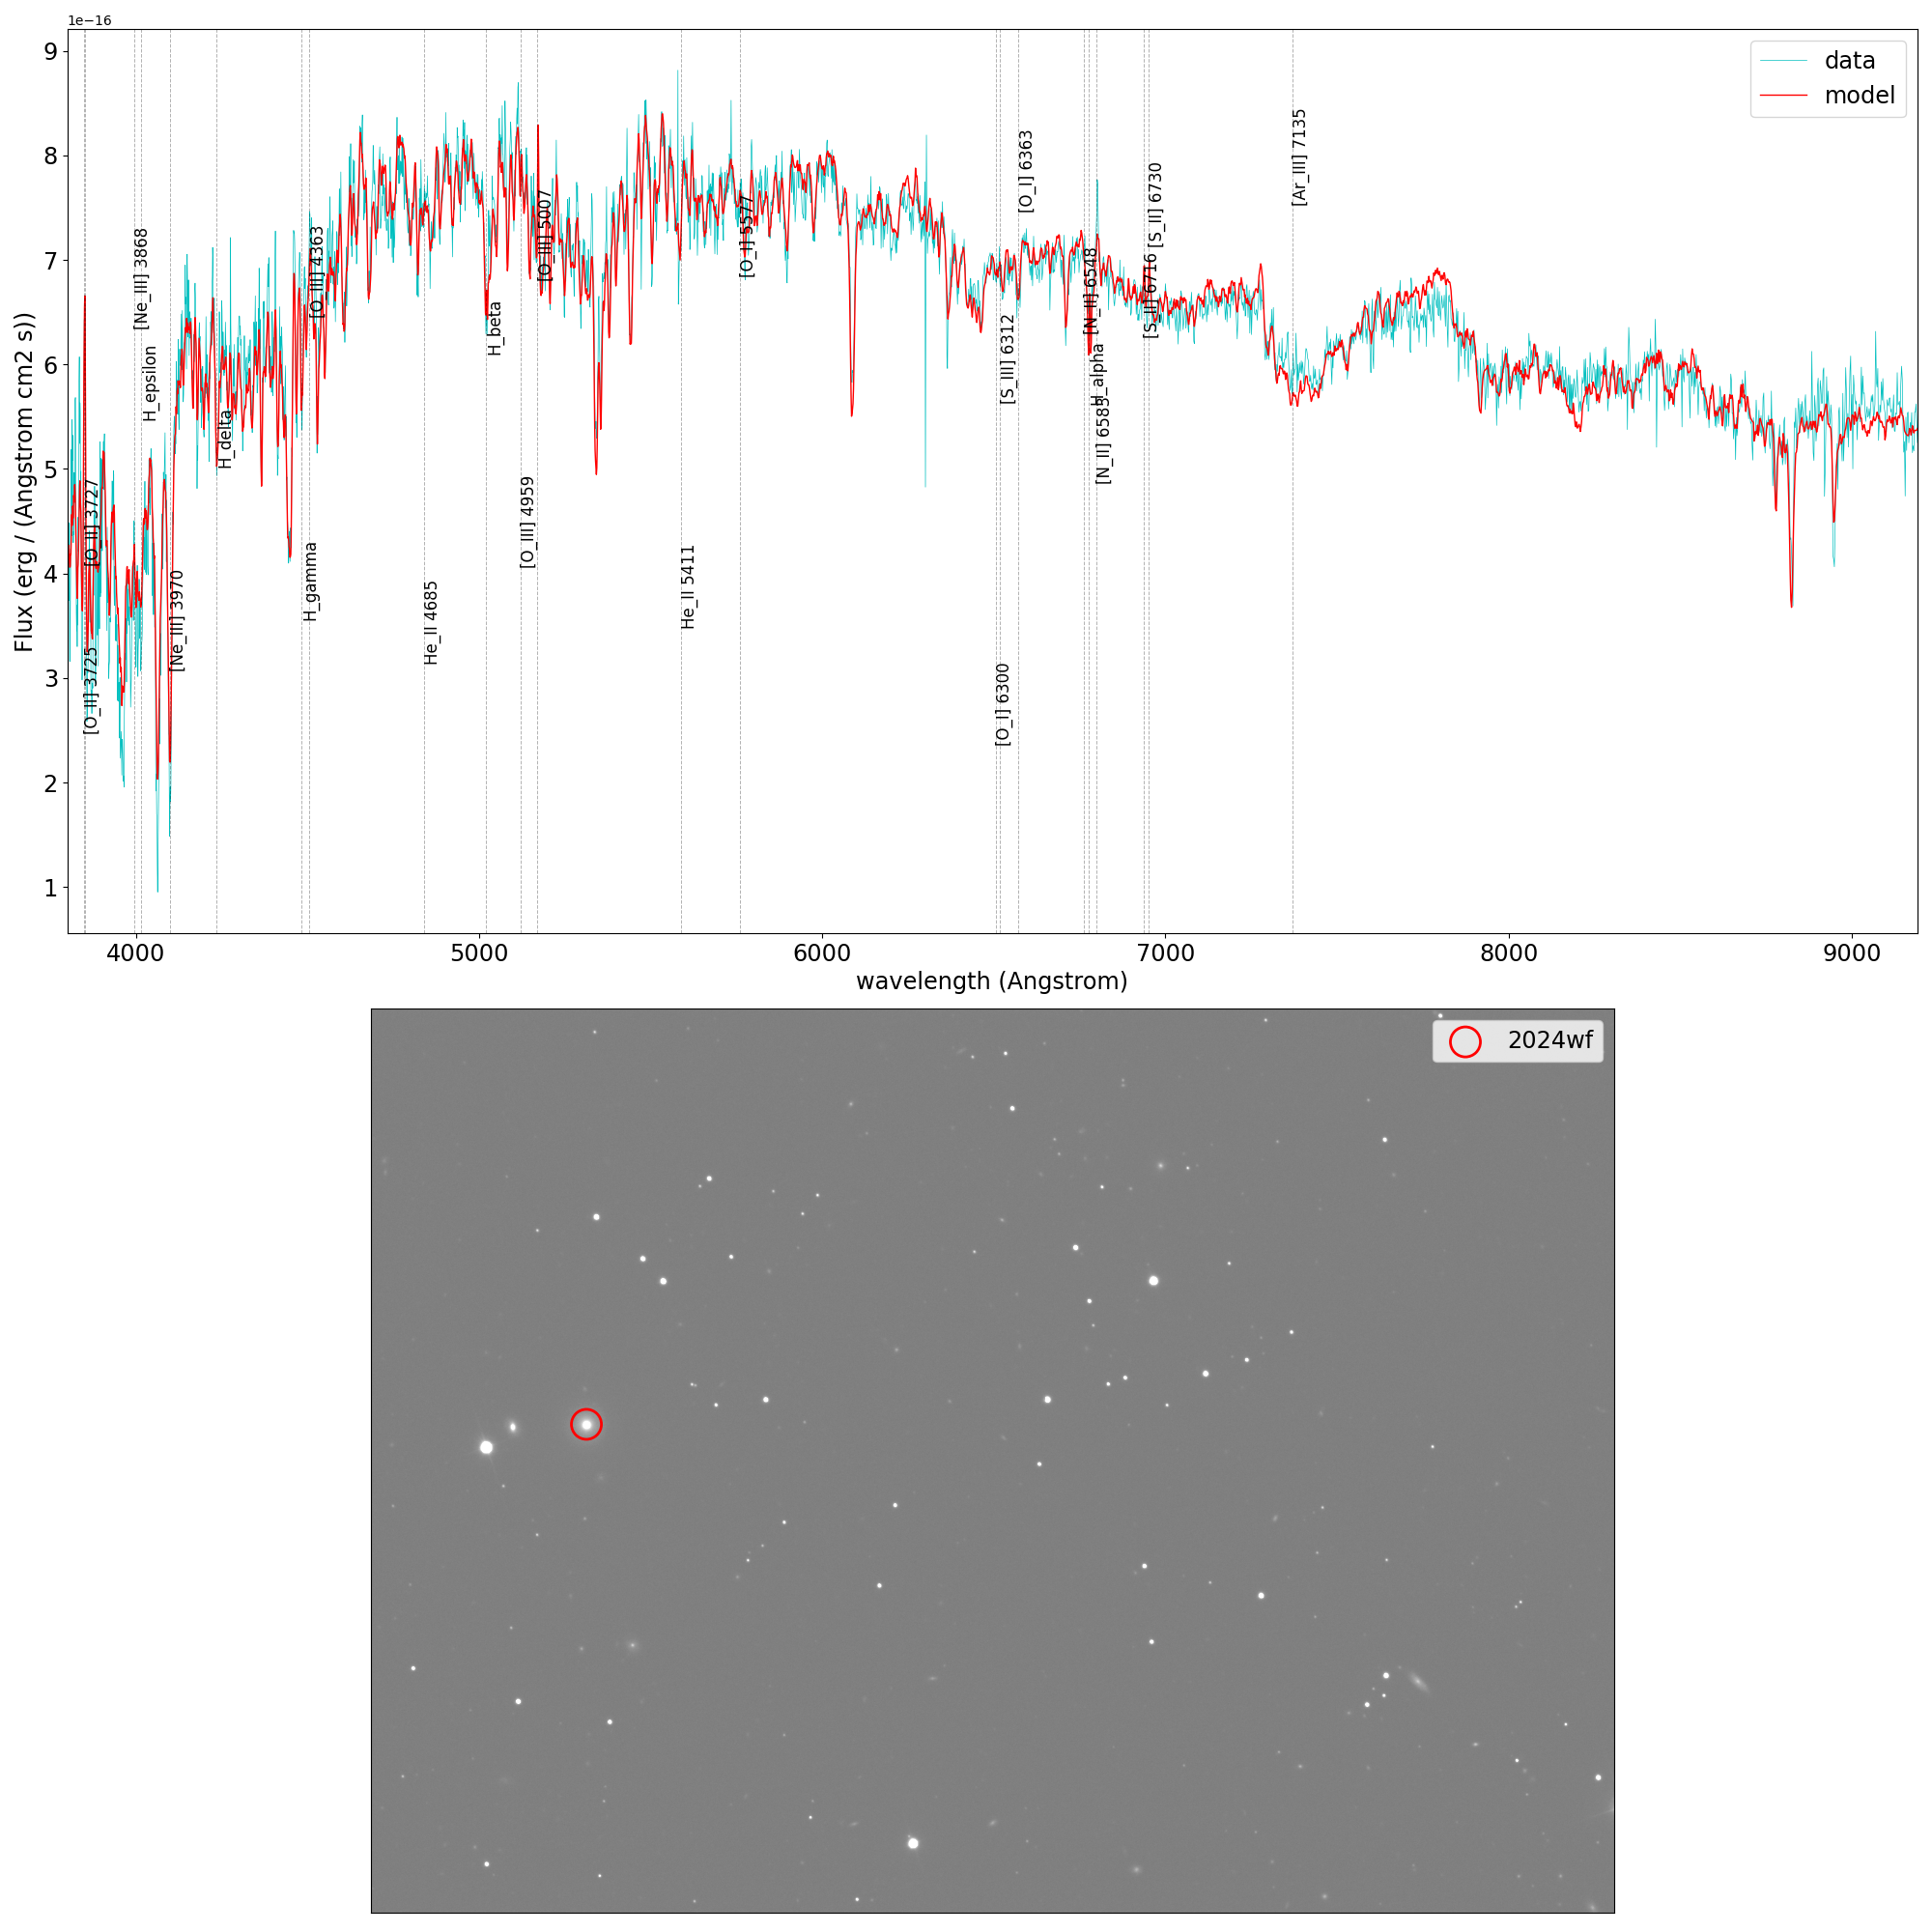 1e−16
9
8
7
6
5
4
3
2
1
Flux (erg / (Angstrom cm2 s))
data
model
[O_II] 3725
[O_II] 3727
[Ne_III] 3868
H_epsilon
[Ne_III] 3970
H_delta
H_gamma
[O_III] 4363
He_II 4685
H_beta
[O_III] 4959
[O_III] 5007
He_II 5411
[O_I] 5577
[O_I] 6300
[S_III] 6312
[O_I] 6363
[N_II] 6548
H_alpha
[N_II] 6583
[S_II] 6716
[S_II] 6730
[Ar_III] 7135
4000 5000 6000 7000 8000 9000
wavelength (Angstrom)
2024wf